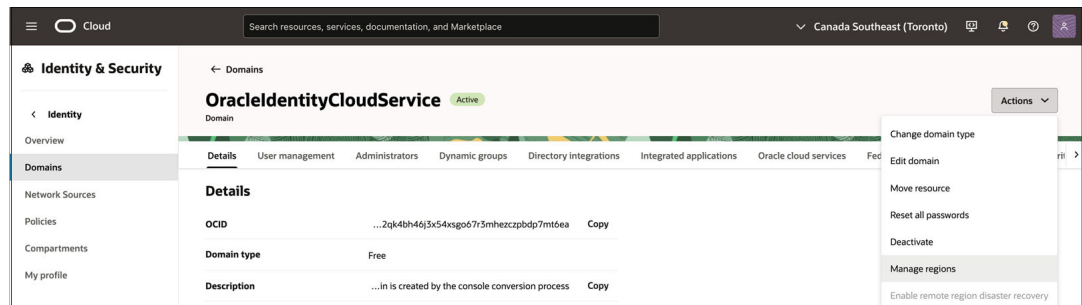 Cloud
Search resources, services, documentation, and Marketplace
Canada Southeast (Toronto)
Identity & Security
Identity
Overview
Domains
Network Sources
Policies
Compartments
My profile
← Domains
OracleIdentityCloudService Active
Domain
Actions
Details User management Administrators Dynamic groups Directory integrations Integrated applications Oracle cloud services
Details
OCID ...2qk4bh46j3x54xsgo67r3mhezczpbdp7mt6ea Copy
Domain type Free
Description ...in is created by the console conversion process Copy
Change domain type
Edit domain
Move resource
Reset all passwords
Deactivate
Manage regions
Enable remote region disaster recovery